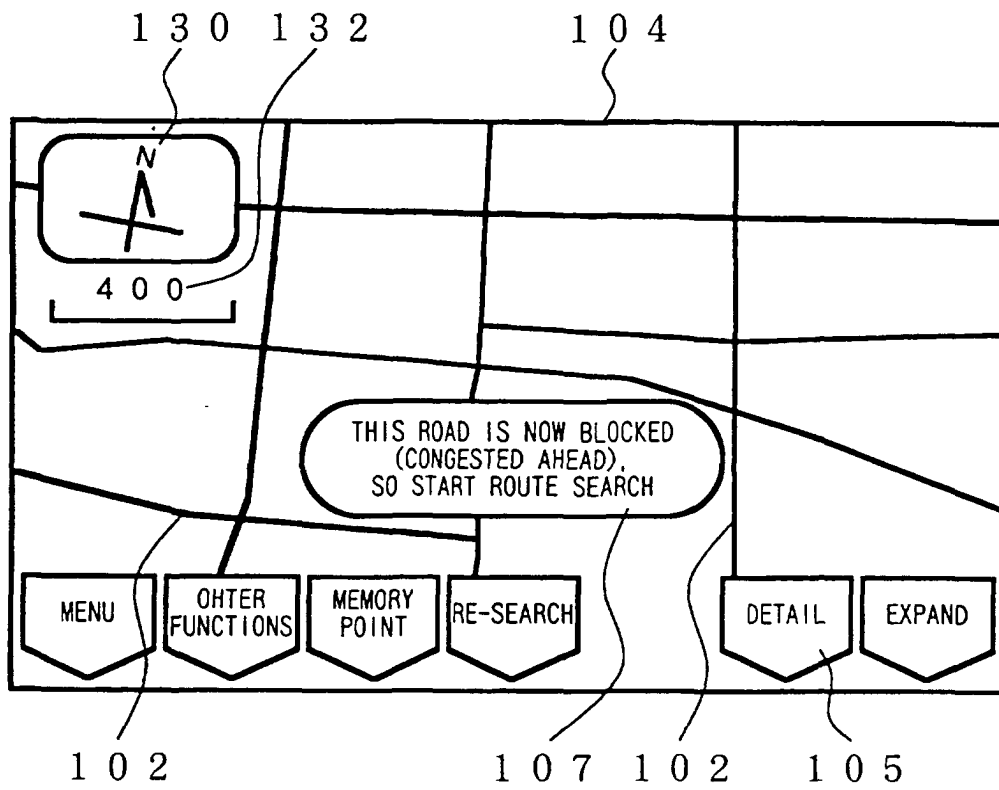 130 132 104
N
400
THIS ROAD IS NOW BLOCKED
(CONGESTED AHEAD),
SO START ROUTE SEARCH
MENU
OHTER
FUNCTIONS
MEMORY
POINT
RE-SEARCH
DETAIL
EXPAND
102 107 102 105